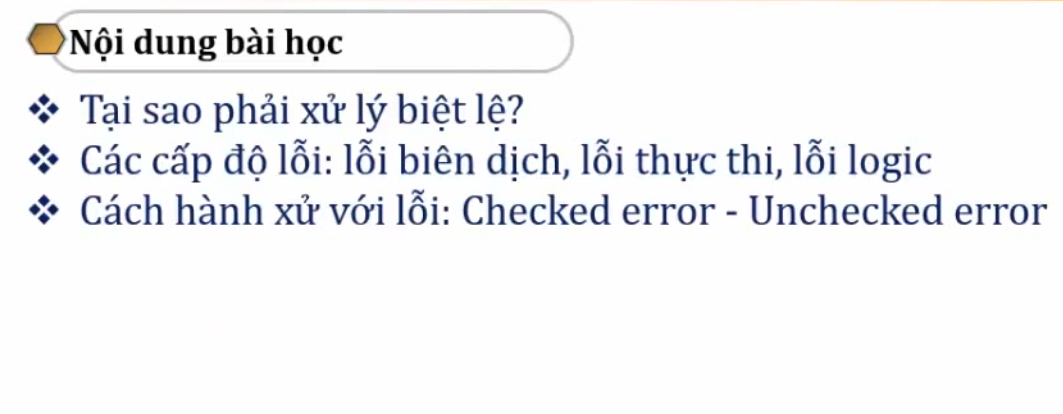 Nội dung bài học
Tại sao phải xử lý biệt lệ?
Các cấp độ lỗi: lỗi biên dịch, lỗi thực thi, lỗi logic
Cách hành xử với lỗi: Checked error - Unchecked error